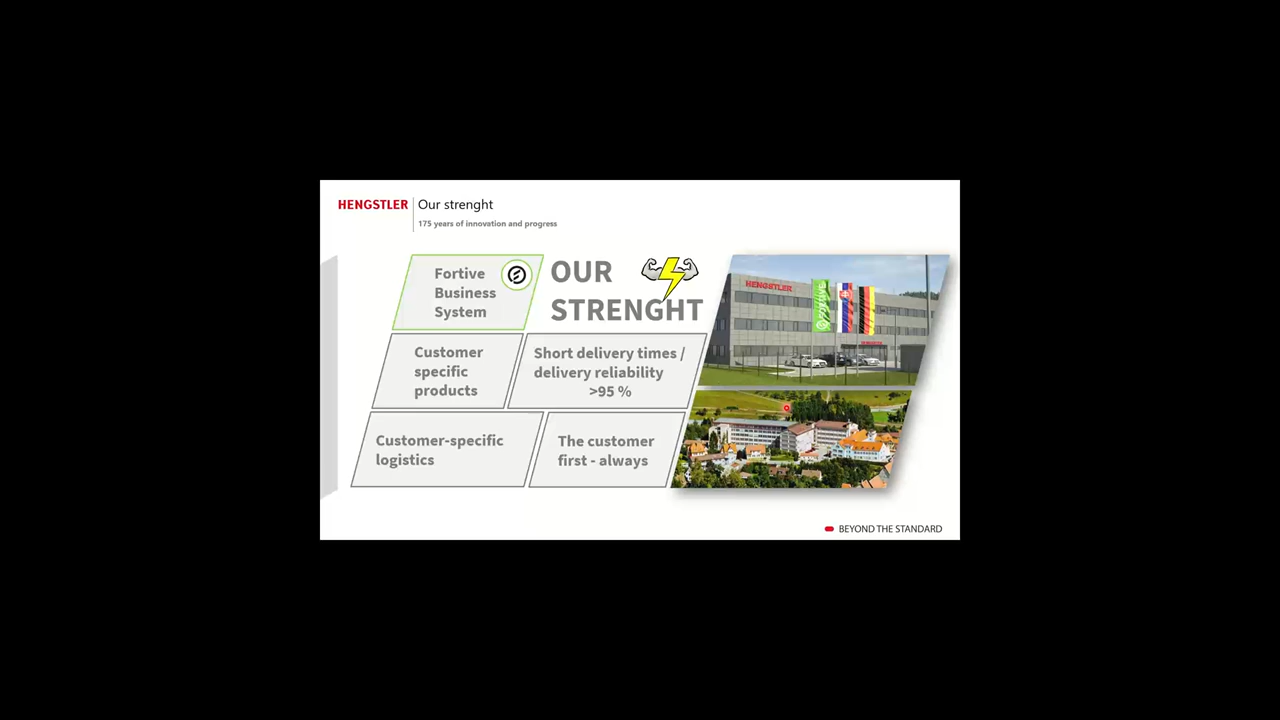 HENGSTLER
Our strenght
175 years of innovation and progress
Fortive
Business
System
OUR
STRENGHT
Customer
specific
products
Short delivery times /
delivery reliability
>95 %
Customer-specific
logistics
The customer
first - always
HENGSTLER
FORTIVE
BEYOND THE STANDARD